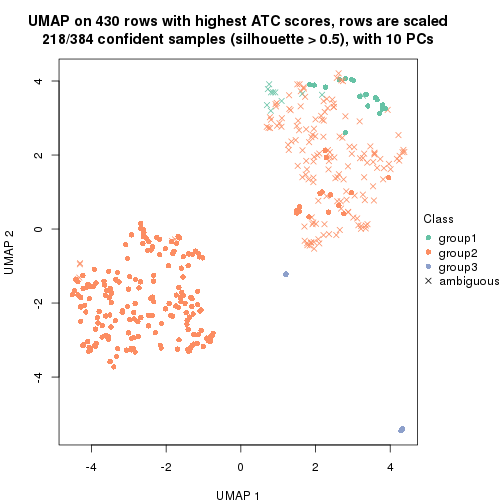 UMAP on 430 rows with highest ATC scores, rows are scaled
218/384 confident samples (silhouette > 0.5), with 10 PCs
4
2
0
-2
-4
UMAP 2
-4
-2
0
2
4
UMAP 1
Class
group1
group2
group3
ambiguous